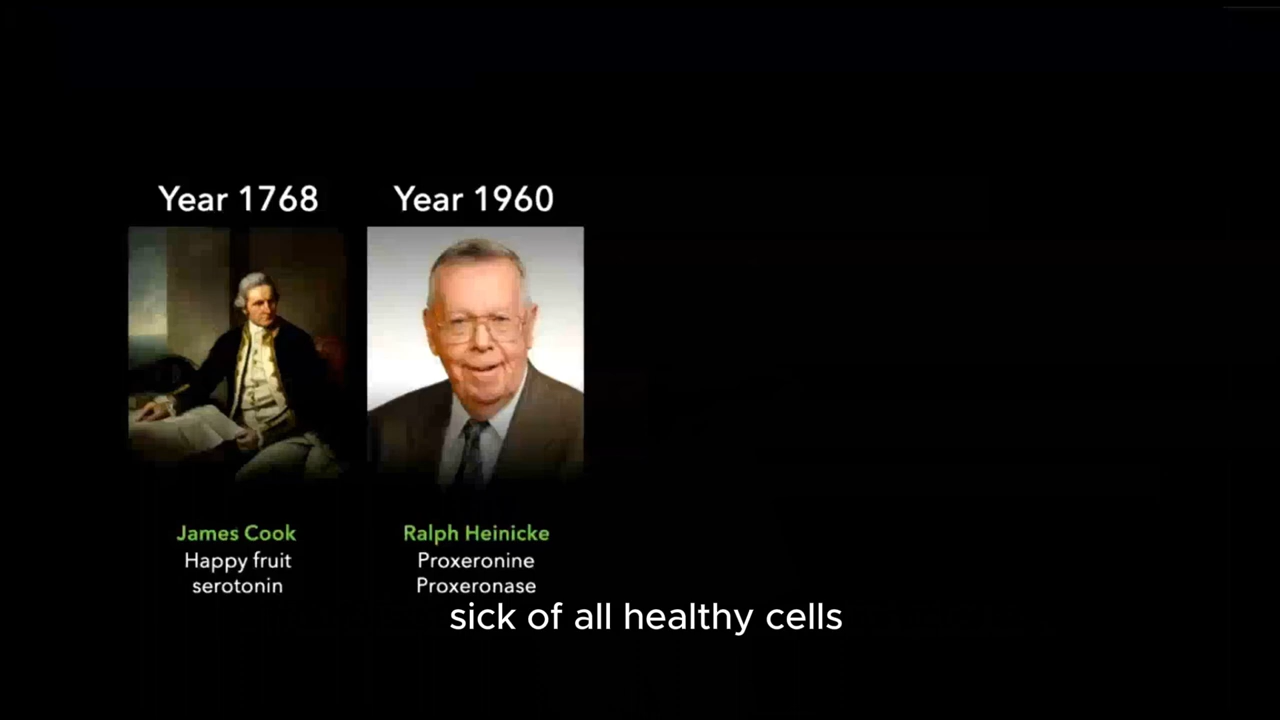 Year 1768
Year 1960
James Cook
Happy fruit
serotonin
Ralph Heinicke
Proxeronine
Proxeronase
sick of all healthy cells